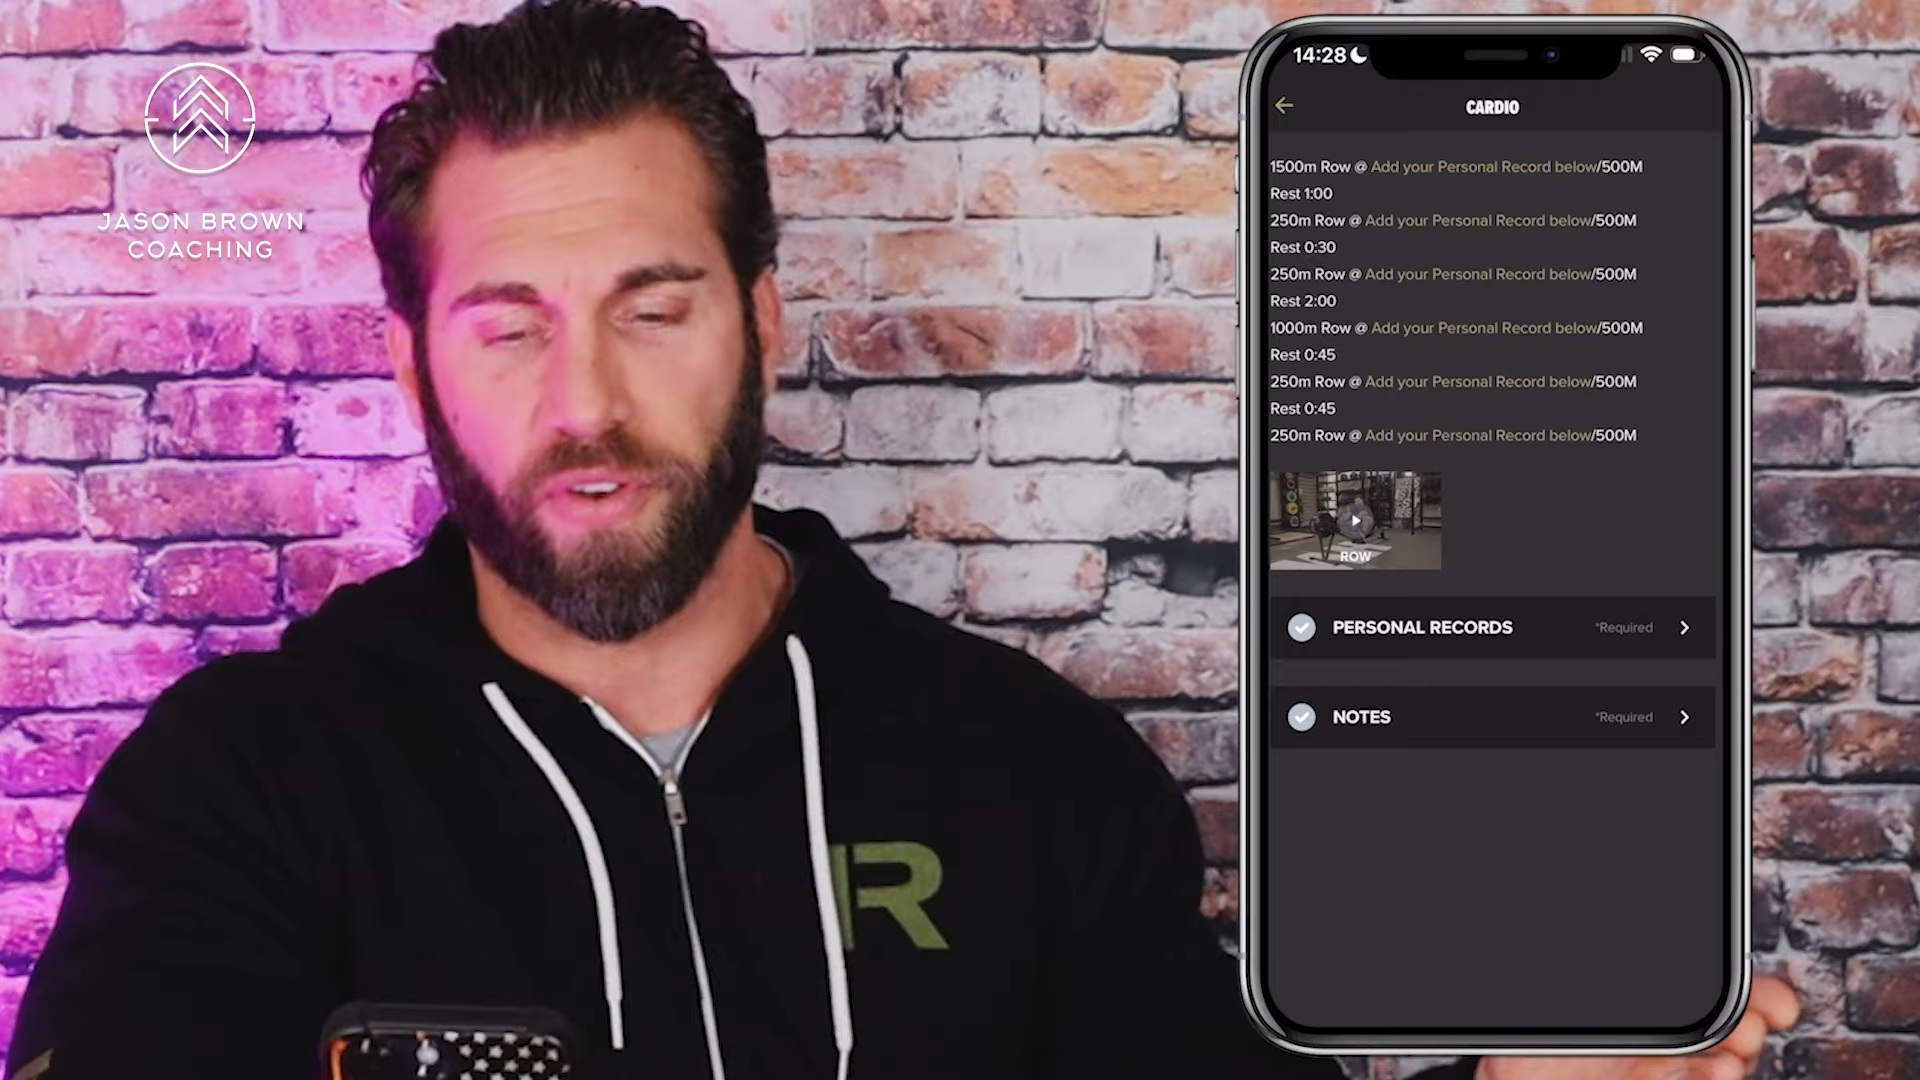 JASON BROWN
COACHING
R
14:28
CARDIO
1500m Row @ Add your Personal Record below/500M
Rest 1:00
250m Row @ Add your Personal Record below/500M
Rest 0:30
250m Row @ Add your Personal Record below/500M
Rest 2:00
1000m Row @ Add your Personal Record below/500M
Rest 0:45
250m Row @ Add your Personal Record below/500M
Rest 0:45
250m Row @ Add your Personal Record below/500M
ROW
PERSONAL RECORDS *Required
NOTES *Required